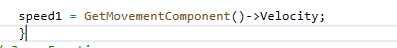 speed1 = GetMovementComponent()->Velocity;
}